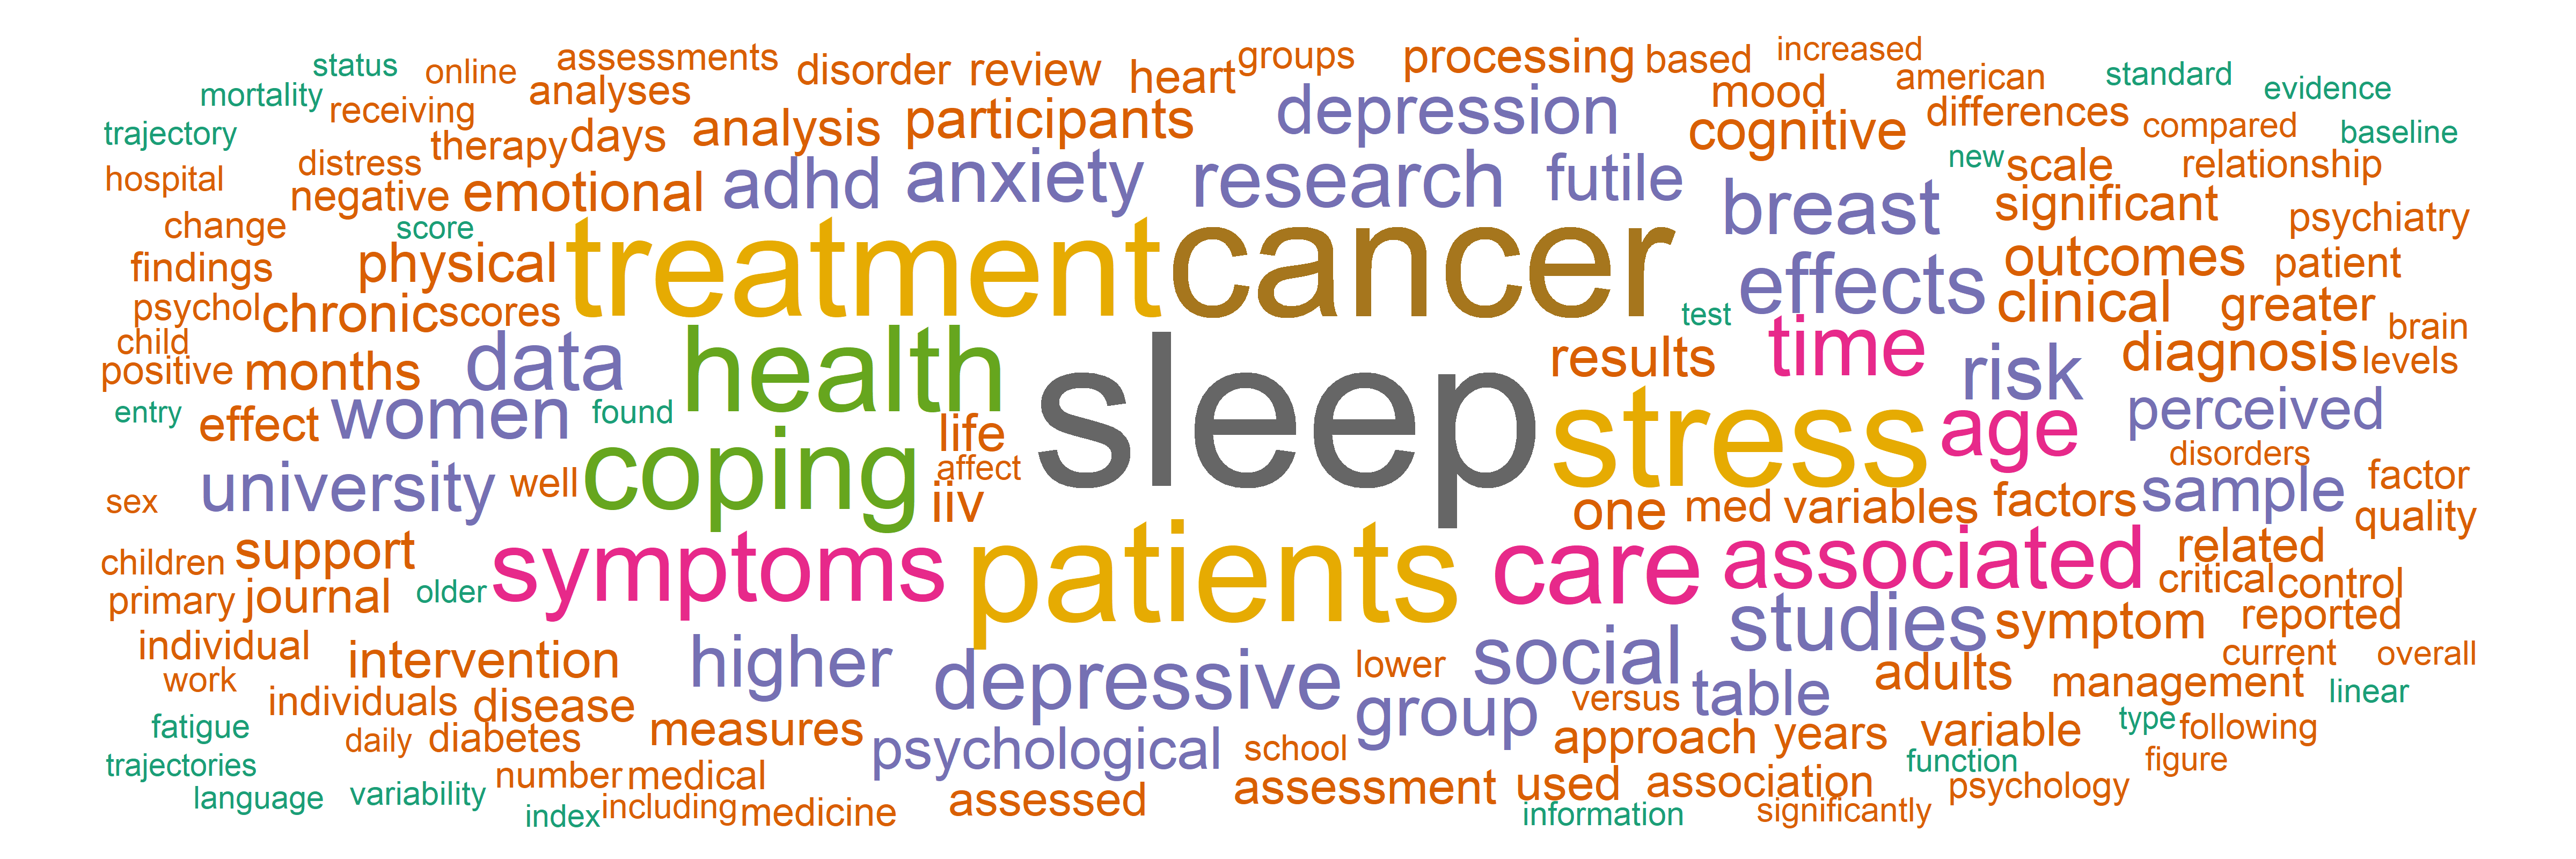 status online assessments disorder review heart groups processing based increased american standard evidence
mortality receiving analyses participants depression mood cognitive differences compared baseline
trajectory distress therapy days analysis new scale relationship
hospital negative emotional adhd anxiety research futile breast significant psychiatry
change score physical treatment cancer effects outcomes patient
findings psychol chronic scores test clinical greater brain
child positive months data health results time risk diagnosis levels
entry effect women found coping life affect sleep stress age perceived disorders
sex university well iiv one med variables factors sample factor quality
children support symptoms patients care associated related critical control
primary journal older studies symptom reported
individual work intervention higher depressive lower social adults management current overall
individuals disease group versus table linear
fatigue daily diabetes measures psychological school approach years variable type following
trajectories number medical assessment used association function psychology figure
language variability index including medicine assessed information significantly